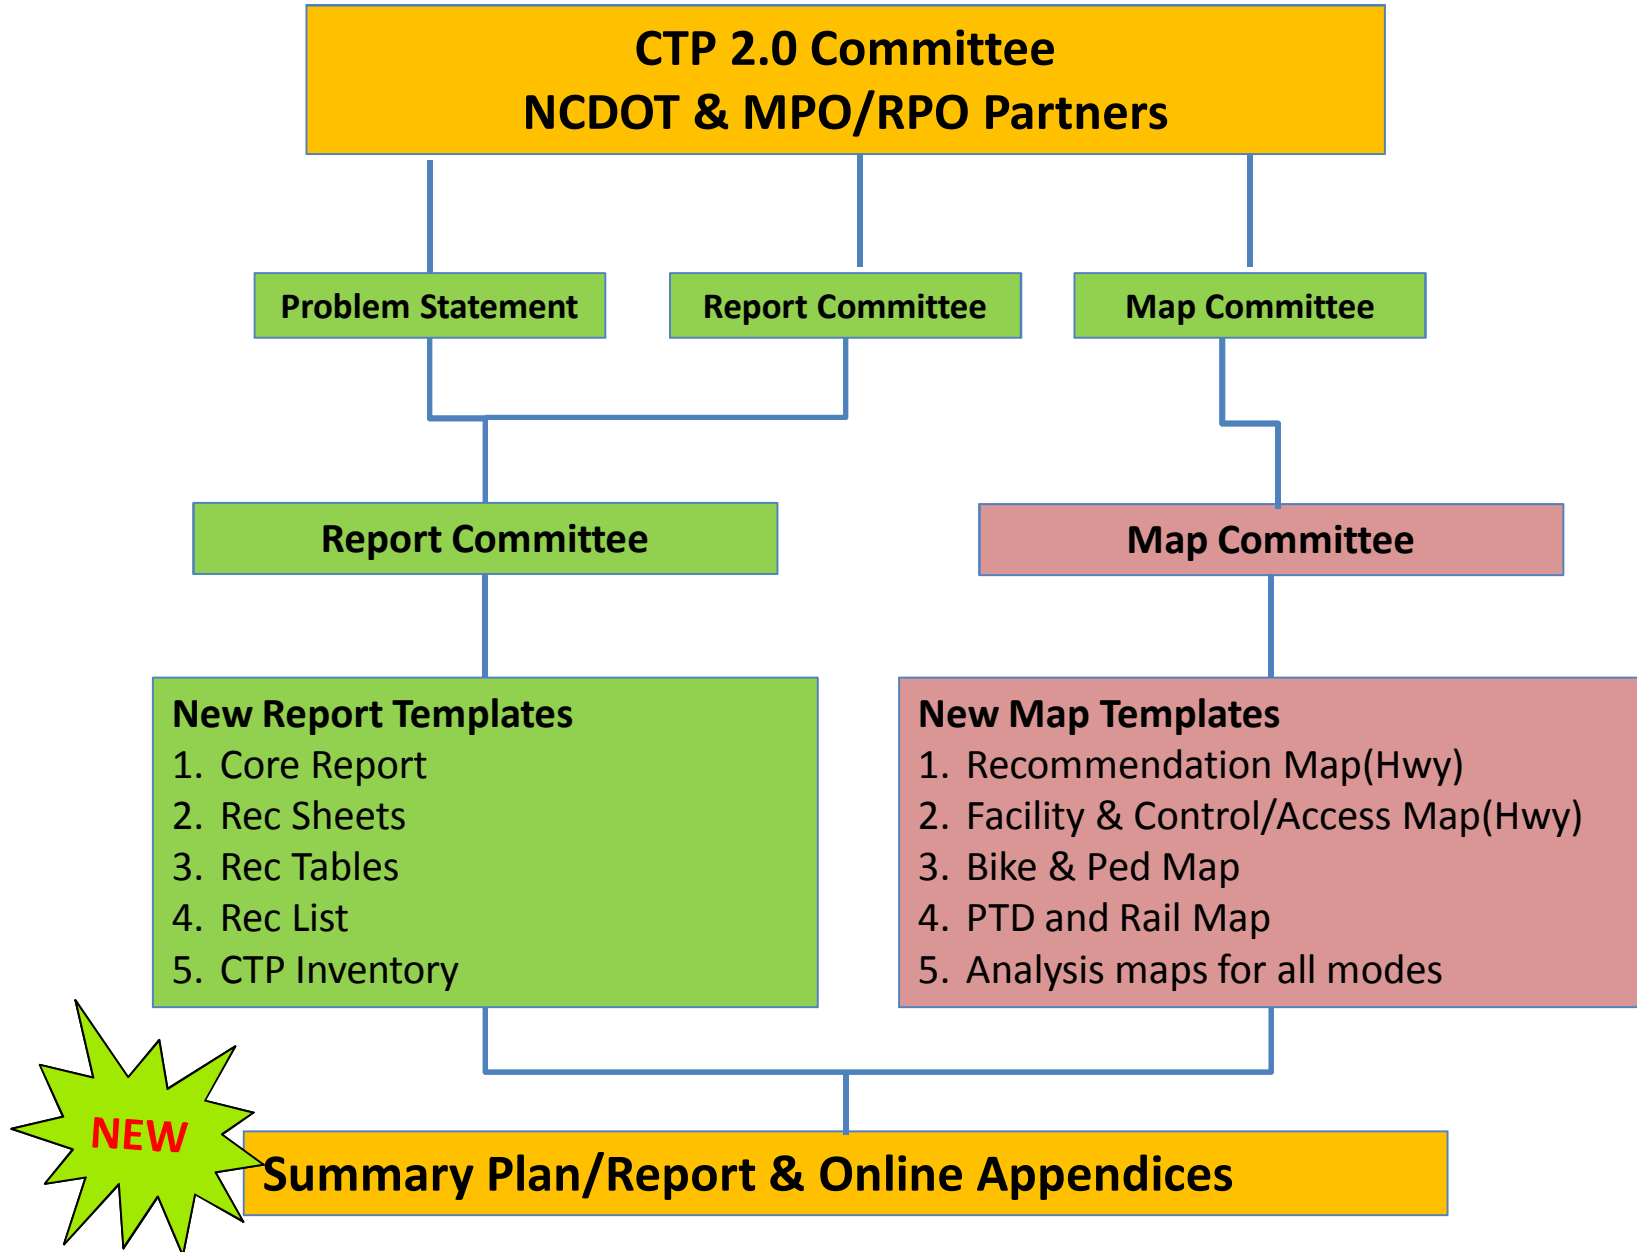 CTP 2.0 Committee
NCDOT & MPO/RPO Partners
Problem Statement
Report Committee
Map Committee
Report Committee
Map Committee
New Report Templates
1. Core Report
2. Rec Sheets
3. Rec Tables
4. Rec List
5. CTP Inventory
New Map Templates
1. Recommendation Map(Hwy)
2. Facility & Control/Access Map(Hwy)
3. Bike & Ped Map
4. PTD and Rail Map
5. Analysis maps for all modes
NEW
Summary Plan/Report & Online Appendices